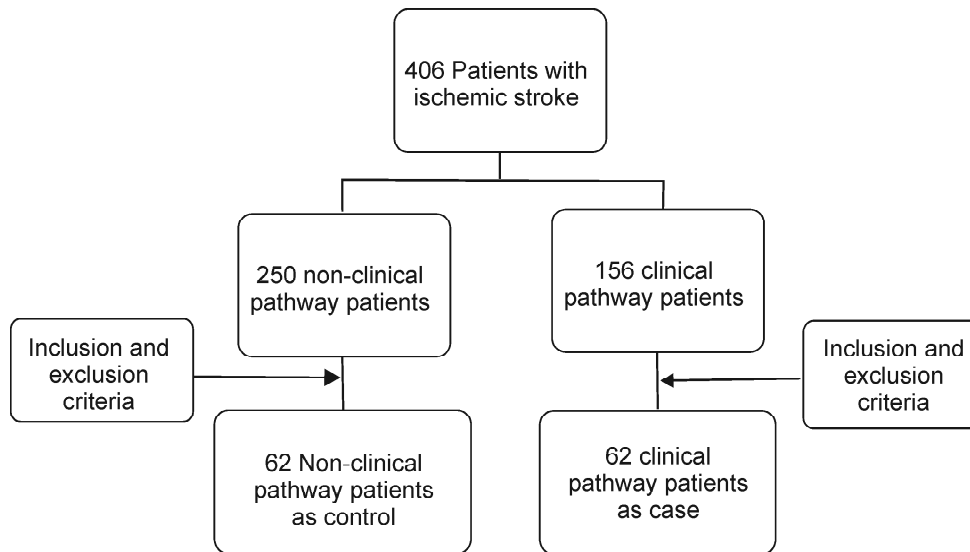 406 Patients with
ischemic stroke
250 non-clinical
pathway patients
156 clinical
pathway patients
Inclusion and
exclusion
criteria
Inclusion and
exclusion
criteria
62 Non-clinical
pathway patients
as control
62 clinical
pathway patients
as case